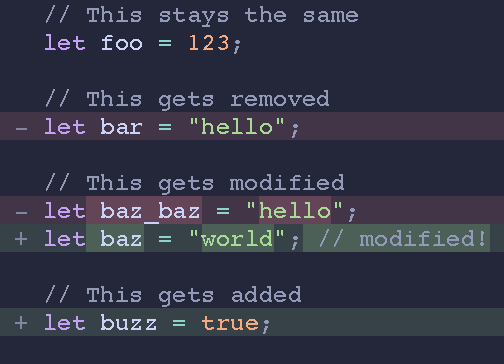 // This stays the same
let foo = 123;
// This gets removed
- let bar = "hello";
// This gets modified
- let baz_baz = "hello";
+ let baz = "world"; // modified!
// This gets added
+ let buzz = true;